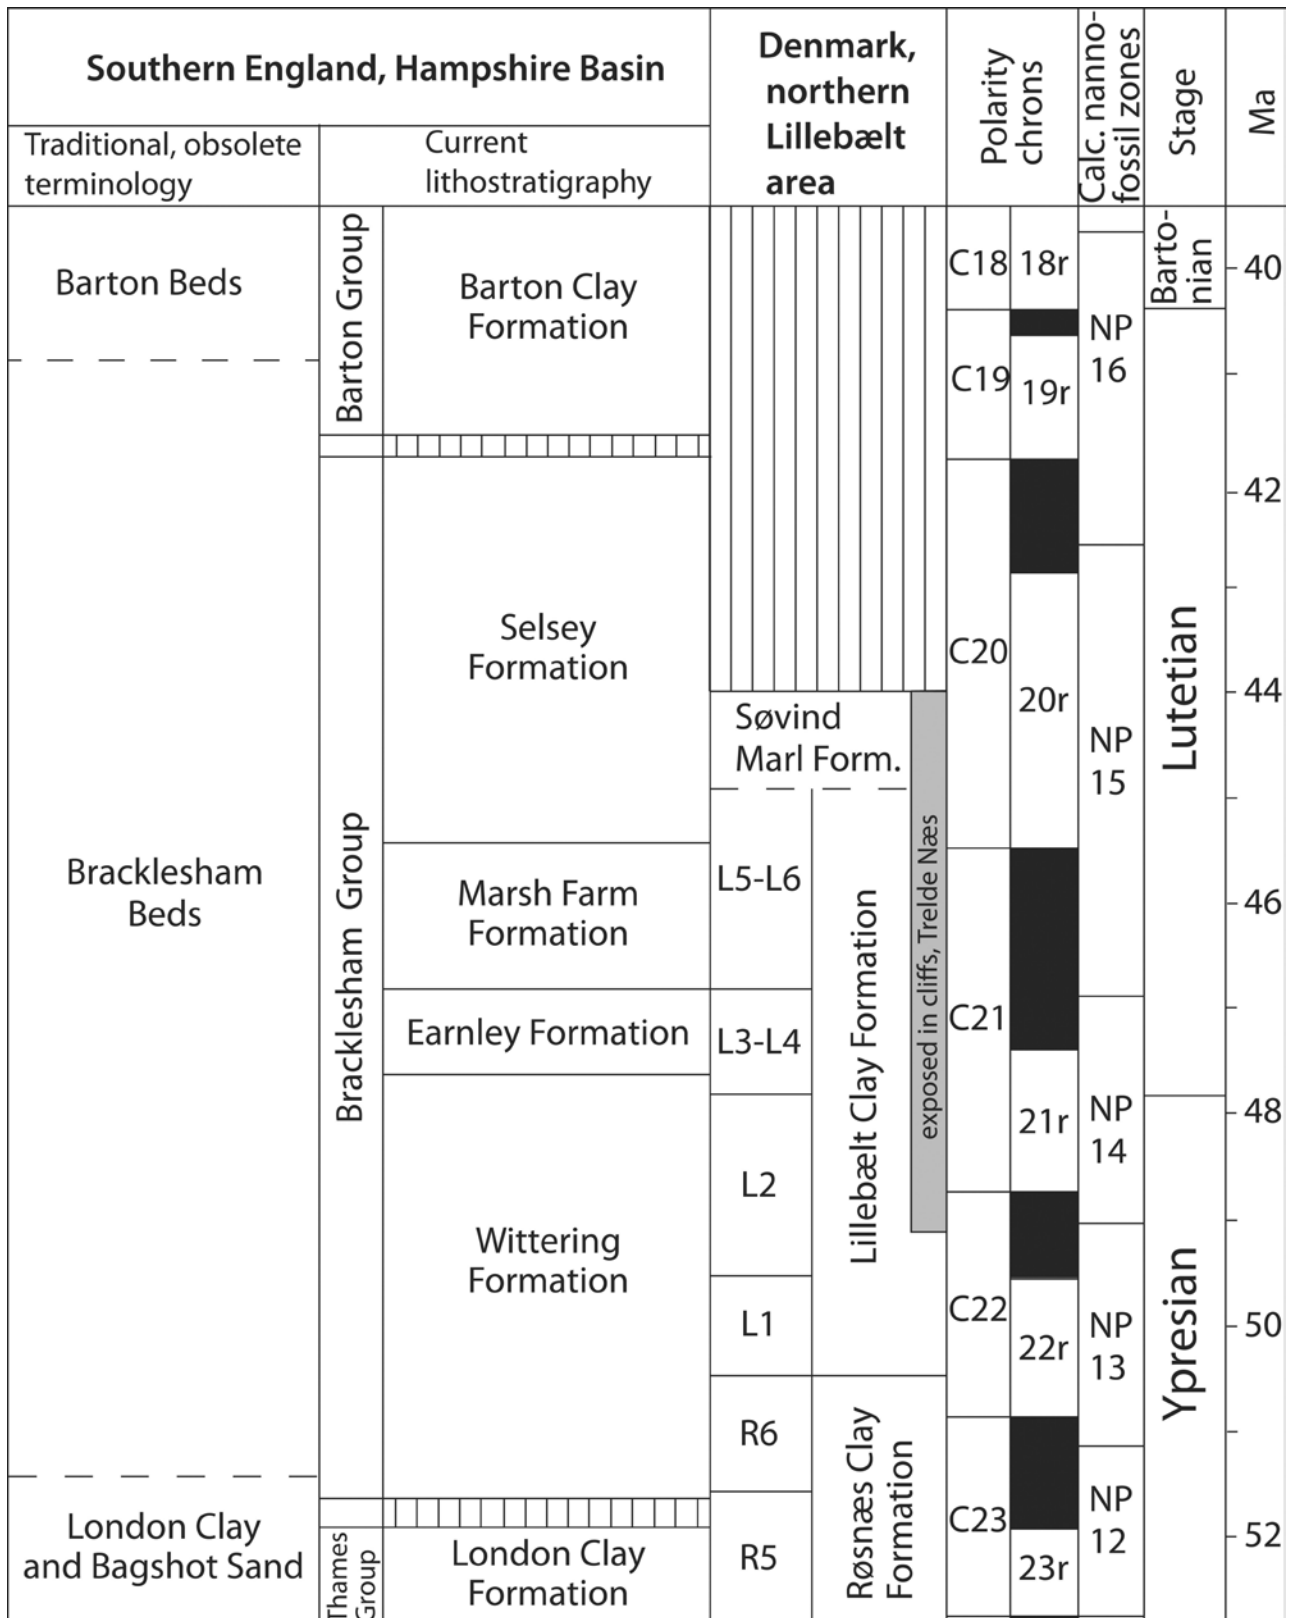 Southern England, Hampshire Basin
Traditional, obsolete
terminology
Current
lithostratigraphy
Denmark,
northern
Lillebælt
area
Polarity
chrons
Calc. nanno-
fossil zones
Stage
Ma
Barton Beds
Bracklesham
Beds
London Clay
and Bagshot Sand
Barton Group
Bracklesham Group
Thames
Group
Barton Clay
Formation
Selsey
Formation
Marsh Farm
Formation
Earnley Formation
Wittering
Formation
London Clay
Formation
Søvind
Marl Form.
L5-L6
L3-L4
L2
L1
R6
R5
Lillebælt Clay Formation
Røsnæs Clay
Formation
exposed in cliffs, Trelde Næs
C18
C19
C20
C21
C22
C23
18r
19r
20r
21r
22r
23r
NP
16
NP
15
NP
14
NP
13
NP
12
Barto-
nian
Lutetian
Ypresian
40
42
44
46
48
50
52